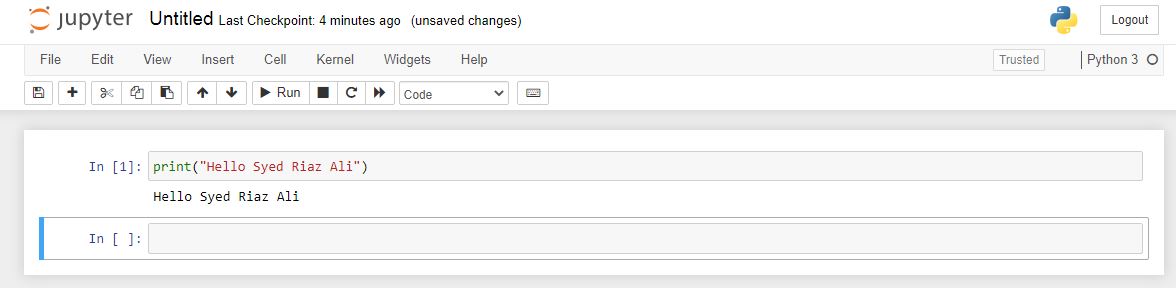 jupyter Untitled Last Checkpoint: 4 minutes ago (unsaved changes) Logout
File Edit View Insert Cell Kernel Widgets Help Trusted Python 3
Run Code
In [1]: print("Hello Syed Riaz Ali")
Hello Syed Riaz Ali
In [ ]: